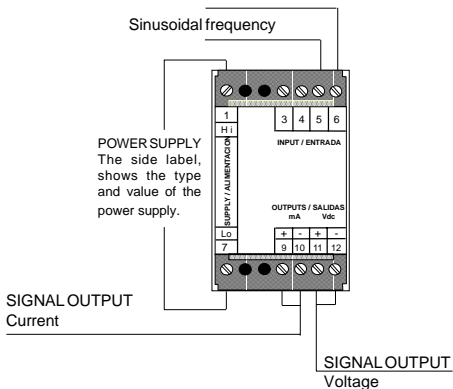 Sinusoidal frequency
1
Hi
3 4 5 6
INPUT / ENTRADA
POWER SUPPLY
The side label,
shows the type
and value of the
power supply.
SUPPLY / ALIMENTACION
OUTPUTS / SALIDAS
mA Vdc
Lo
+ - + -
7
9 10 11 12
SIGNAL OUTPUT
Current
SIGNAL OUTPUT
Voltage